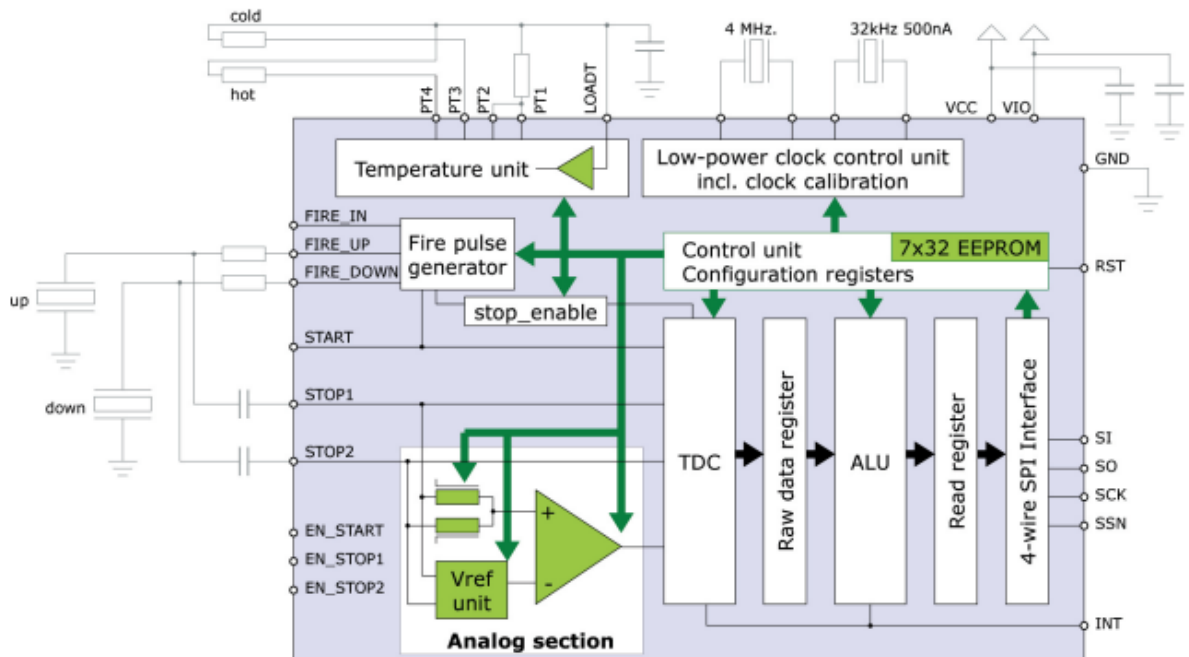 cold
hot
4 MHz.
32kHz 500nA
PT4
PT3
PT2
PT1
LOADT
VCC
VIO
Temperature unit
Low-power clock control unit
incl. clock calibration
GND
FIRE_IN
FIRE_UP
FIRE_DOWN
Fire pulse
generator
Control unit
Configuration registers
7x32 EEPROM
RST
up
stop_enable
START
down
STOP1
STOP2
TDC
Raw data register
ALU
Read register
4-wire SPI Interface
SI
SO
SCK
SSN
EN_START
EN_STOP1
EN_STOP2
+
-
Vref
unit
Analog section
INT